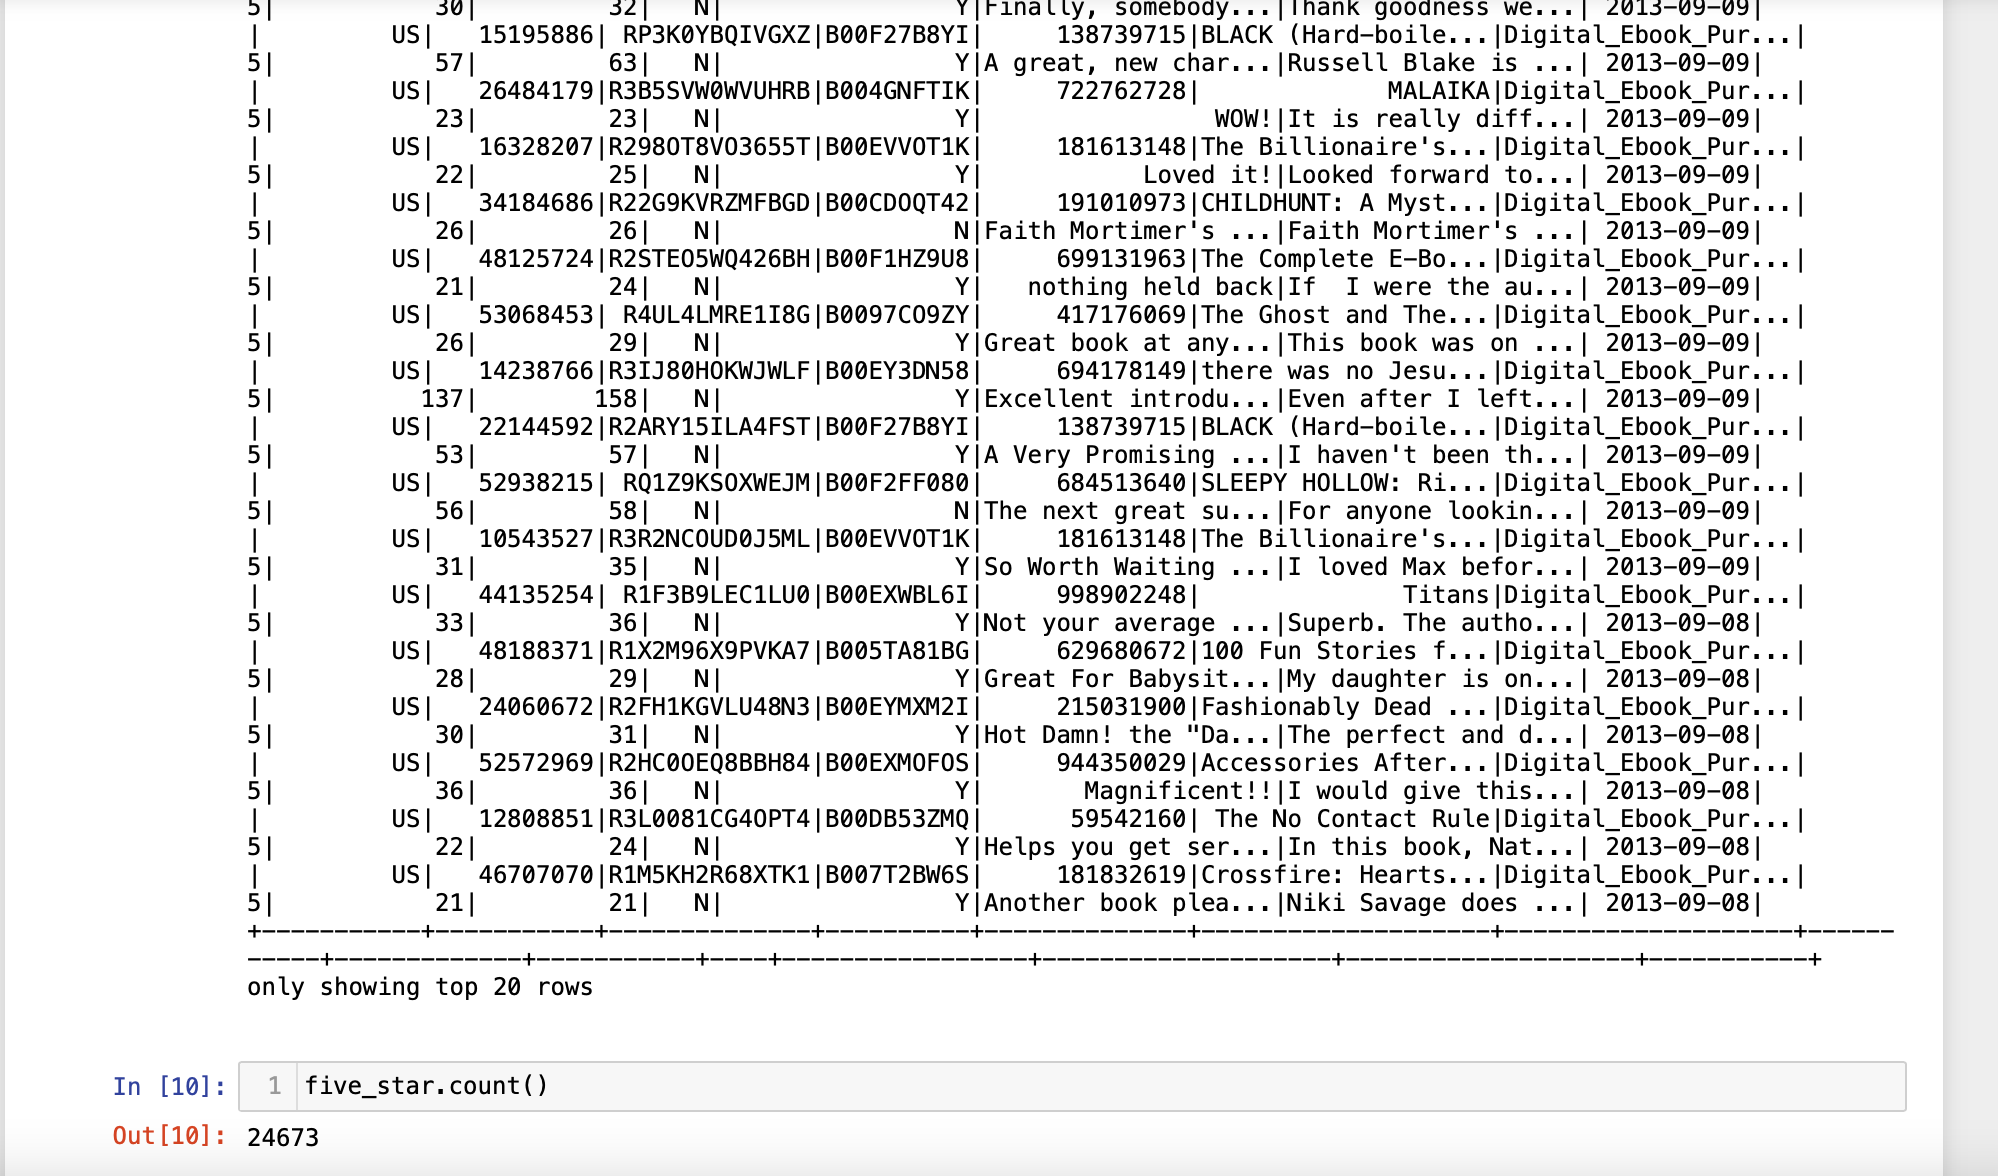 5|           30|         32|   N|                Y|Finally, somebody...|Thank goodness we...| 2013-09-09|
|         US|   15195886| RP3K0YBQIVGXZ|B00F27B8YI|     138739715|BLACK (Hard-boile...|Digital_Ebook_Pur...|
5|           57|         63|   N|                Y|A great, new char...|Russell Blake is ...| 2013-09-09|
|         US|   26484179|R3B5SVW0WVUHRB|B004GNFTIK|     722762728|             MALAIKA|Digital_Ebook_Pur...|
5|           23|         23|   N|                Y|                WOW!|It is really diff...| 2013-09-09|
|         US|   16328207|R298OT8VO3655T|B00EVVOT1K|     181613148|The Billionaire's...|Digital_Ebook_Pur...|
5|           22|         25|   N|                Y|           Loved it!|Looked forward to...| 2013-09-09|
|         US|   34184686|R22G9KVRZMFBGD|B00CDOQT42|     191010973|CHILDHUNT: A Myst...|Digital_Ebook_Pur...|
5|           26|         26|   N|                N|Faith Mortimer's ...|Faith Mortimer's ...| 2013-09-09|
|         US|   48125724|R2STEO5WQ426BH|B00F1HZ9U8|     699131963|The Complete E-Bo...|Digital_Ebook_Pur...|
5|           21|         24|   N|                Y|   nothing held back|If  I were the au...| 2013-09-09|
|         US|   53068453| R4UL4LMRE1I8G|B0097CO9ZY|     417176069|The Ghost and The...|Digital_Ebook_Pur...|
5|           26|         29|   N|                Y|Great book at any...|This book was on ...| 2013-09-09|
|         US|   14238766|R3IJ80HOKWJWLF|B00EY3DN58|     694178149|there was no Jesu...|Digital_Ebook_Pur...|
5|          137|        158|   N|                Y|Excellent introdu...|Even after I left...| 2013-09-09|
|         US|   22144592|R2ARY15ILA4FST|B00F27B8YI|     138739715|BLACK (Hard-boile...|Digital_Ebook_Pur...|
5|           53|         57|   N|                Y|A Very Promising ...|I haven't been th...| 2013-09-09|
|         US|   52938215| RQ1Z9KSOXWEJM|B00F2FF080|     684513640|SLEEPY HOLLOW: Ri...|Digital_Ebook_Pur...|
5|           56|         58|   N|                N|The next great su...|For anyone lookin...| 2013-09-09|
|         US|   10543527|R3R2NCOUD0J5ML|B00EVVOT1K|     181613148|The Billionaire's...|Digital_Ebook_Pur...|
5|           31|         35|   N|                Y|So Worth Waiting ...|I loved Max befor...| 2013-09-09|
|         US|   44135254| R1F3B9LEC1LU0|B00EXWBL6I|     998902248|              Titans|Digital_Ebook_Pur...|
5|           33|         36|   N|                Y|Not your average ...|Superb. The autho...| 2013-09-08|
|         US|   48188371|R1X2M96X9PVKA7|B005TA81BG|     629680672|100 Fun Stories f...|Digital_Ebook_Pur...|
5|           28|         29|   N|                Y|Great For Babysit...|My daughter is on...| 2013-09-08|
|         US|   24060672|R2FH1KGVLU48N3|B00EYMXM2I|     215031900|Fashionably Dead ...|Digital_Ebook_Pur...|
5|           30|         31|   N|                Y|Hot Damn! the "Da...|The perfect and d...| 2013-09-08|
|         US|   52572969|R2HC0OEQ8BBH84|B00EXMOFOS|     944350029|Accessories After...|Digital_Ebook_Pur...|
5|           36|         36|   N|                Y|       Magnificent!!|I would give this...| 2013-09-08|
|         US|   12808851|R3L0081CG4OPT4|B00DB53ZMQ|      59542160| The No Contact Rule|Digital_Ebook_Pur...|
5|           22|         24|   N|                Y|Helps you get ser...|In this book, Nat...| 2013-09-08|
|         US|   46707070|R1M5KH2R68XTK1|B007T2BW6S|     181832619|Crossfire: Hearts...|Digital_Ebook_Pur...|
5|           21|         21|   N|                Y|Another book plea...|Niki Savage does ...| 2013-09-08|
+-----------+-----------+--------------+----------+--------------+--------------------+--------------------+------
-----+-------------+-----------+----+-----------------+--------------------+--------------------+-----------+
only showing top 20 rows
In [10]: 1 five_star.count()
Out[10]: 24673